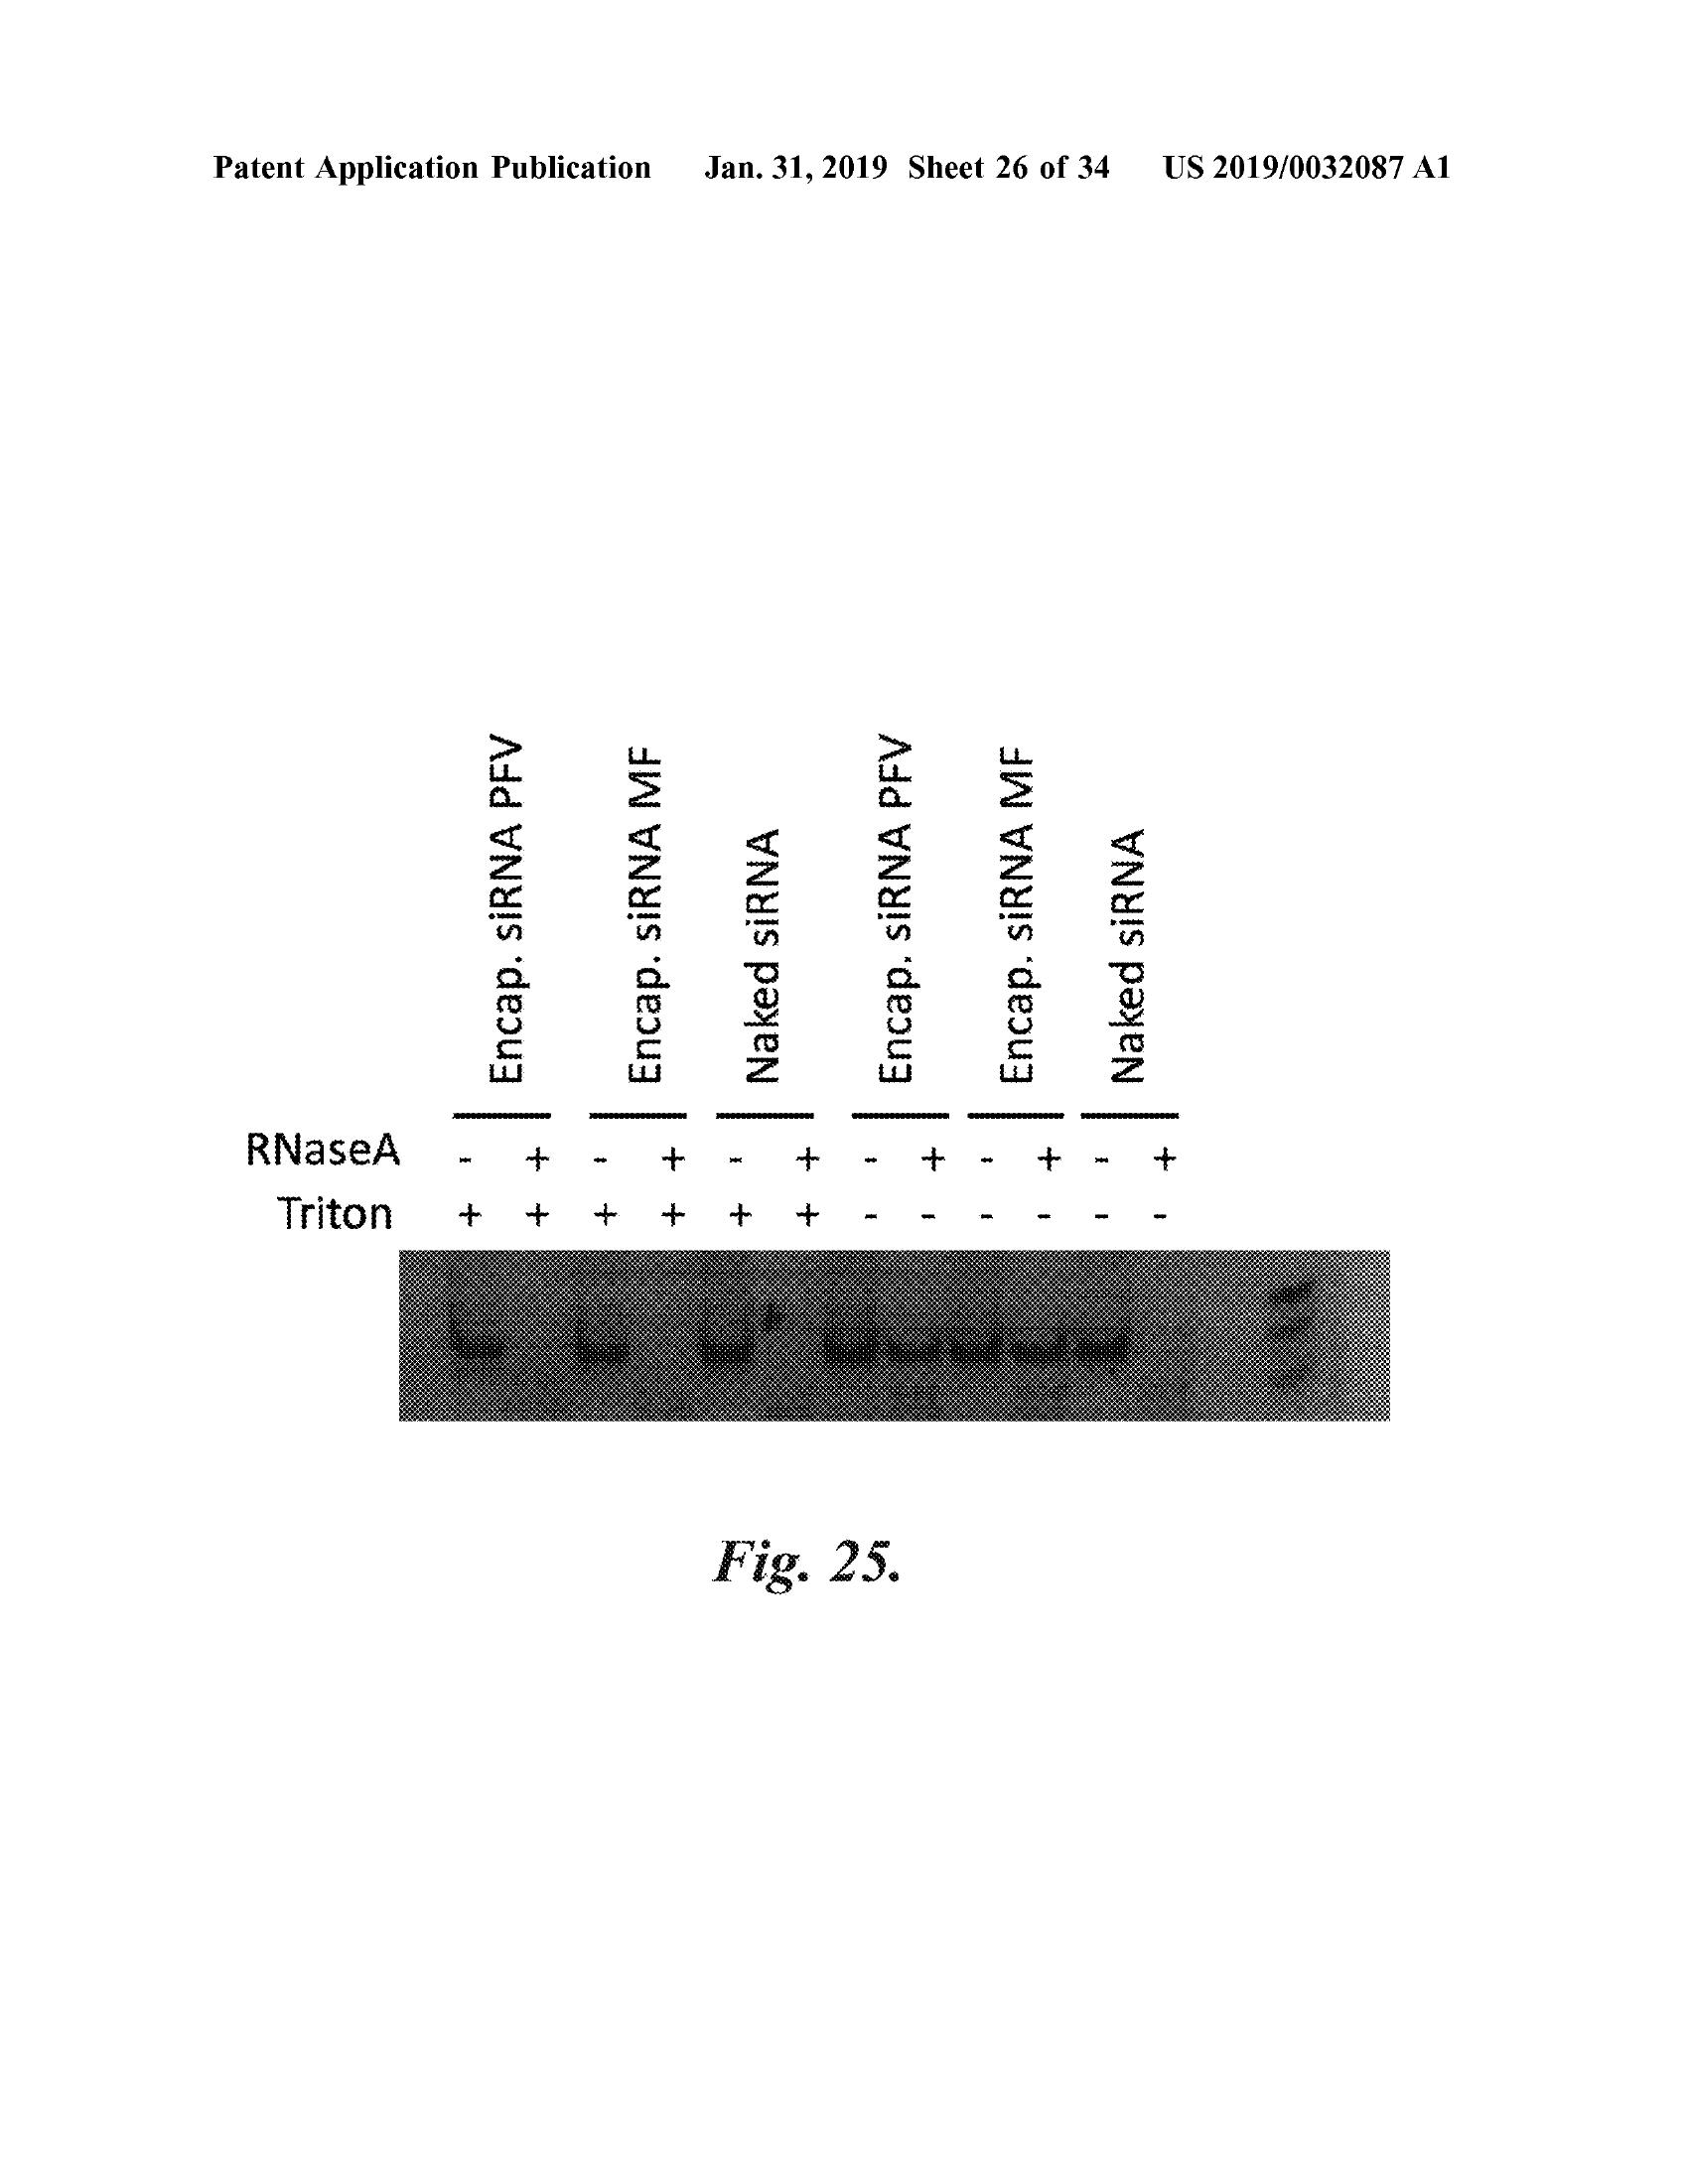 Patent Application Publication Jan. 31, 2019 Sheet 26 of 34 US 2019/0032087 A1
Encap. siRNA PFV
Encap. siRNA MF
Naked siRNA
Encap. siRNA PFV
Encap. siRNA MF
Naked siRNA
RNaseA - + - + - + - + - + - +
Triton + + + + + + - - - - - -
Fig. 25.